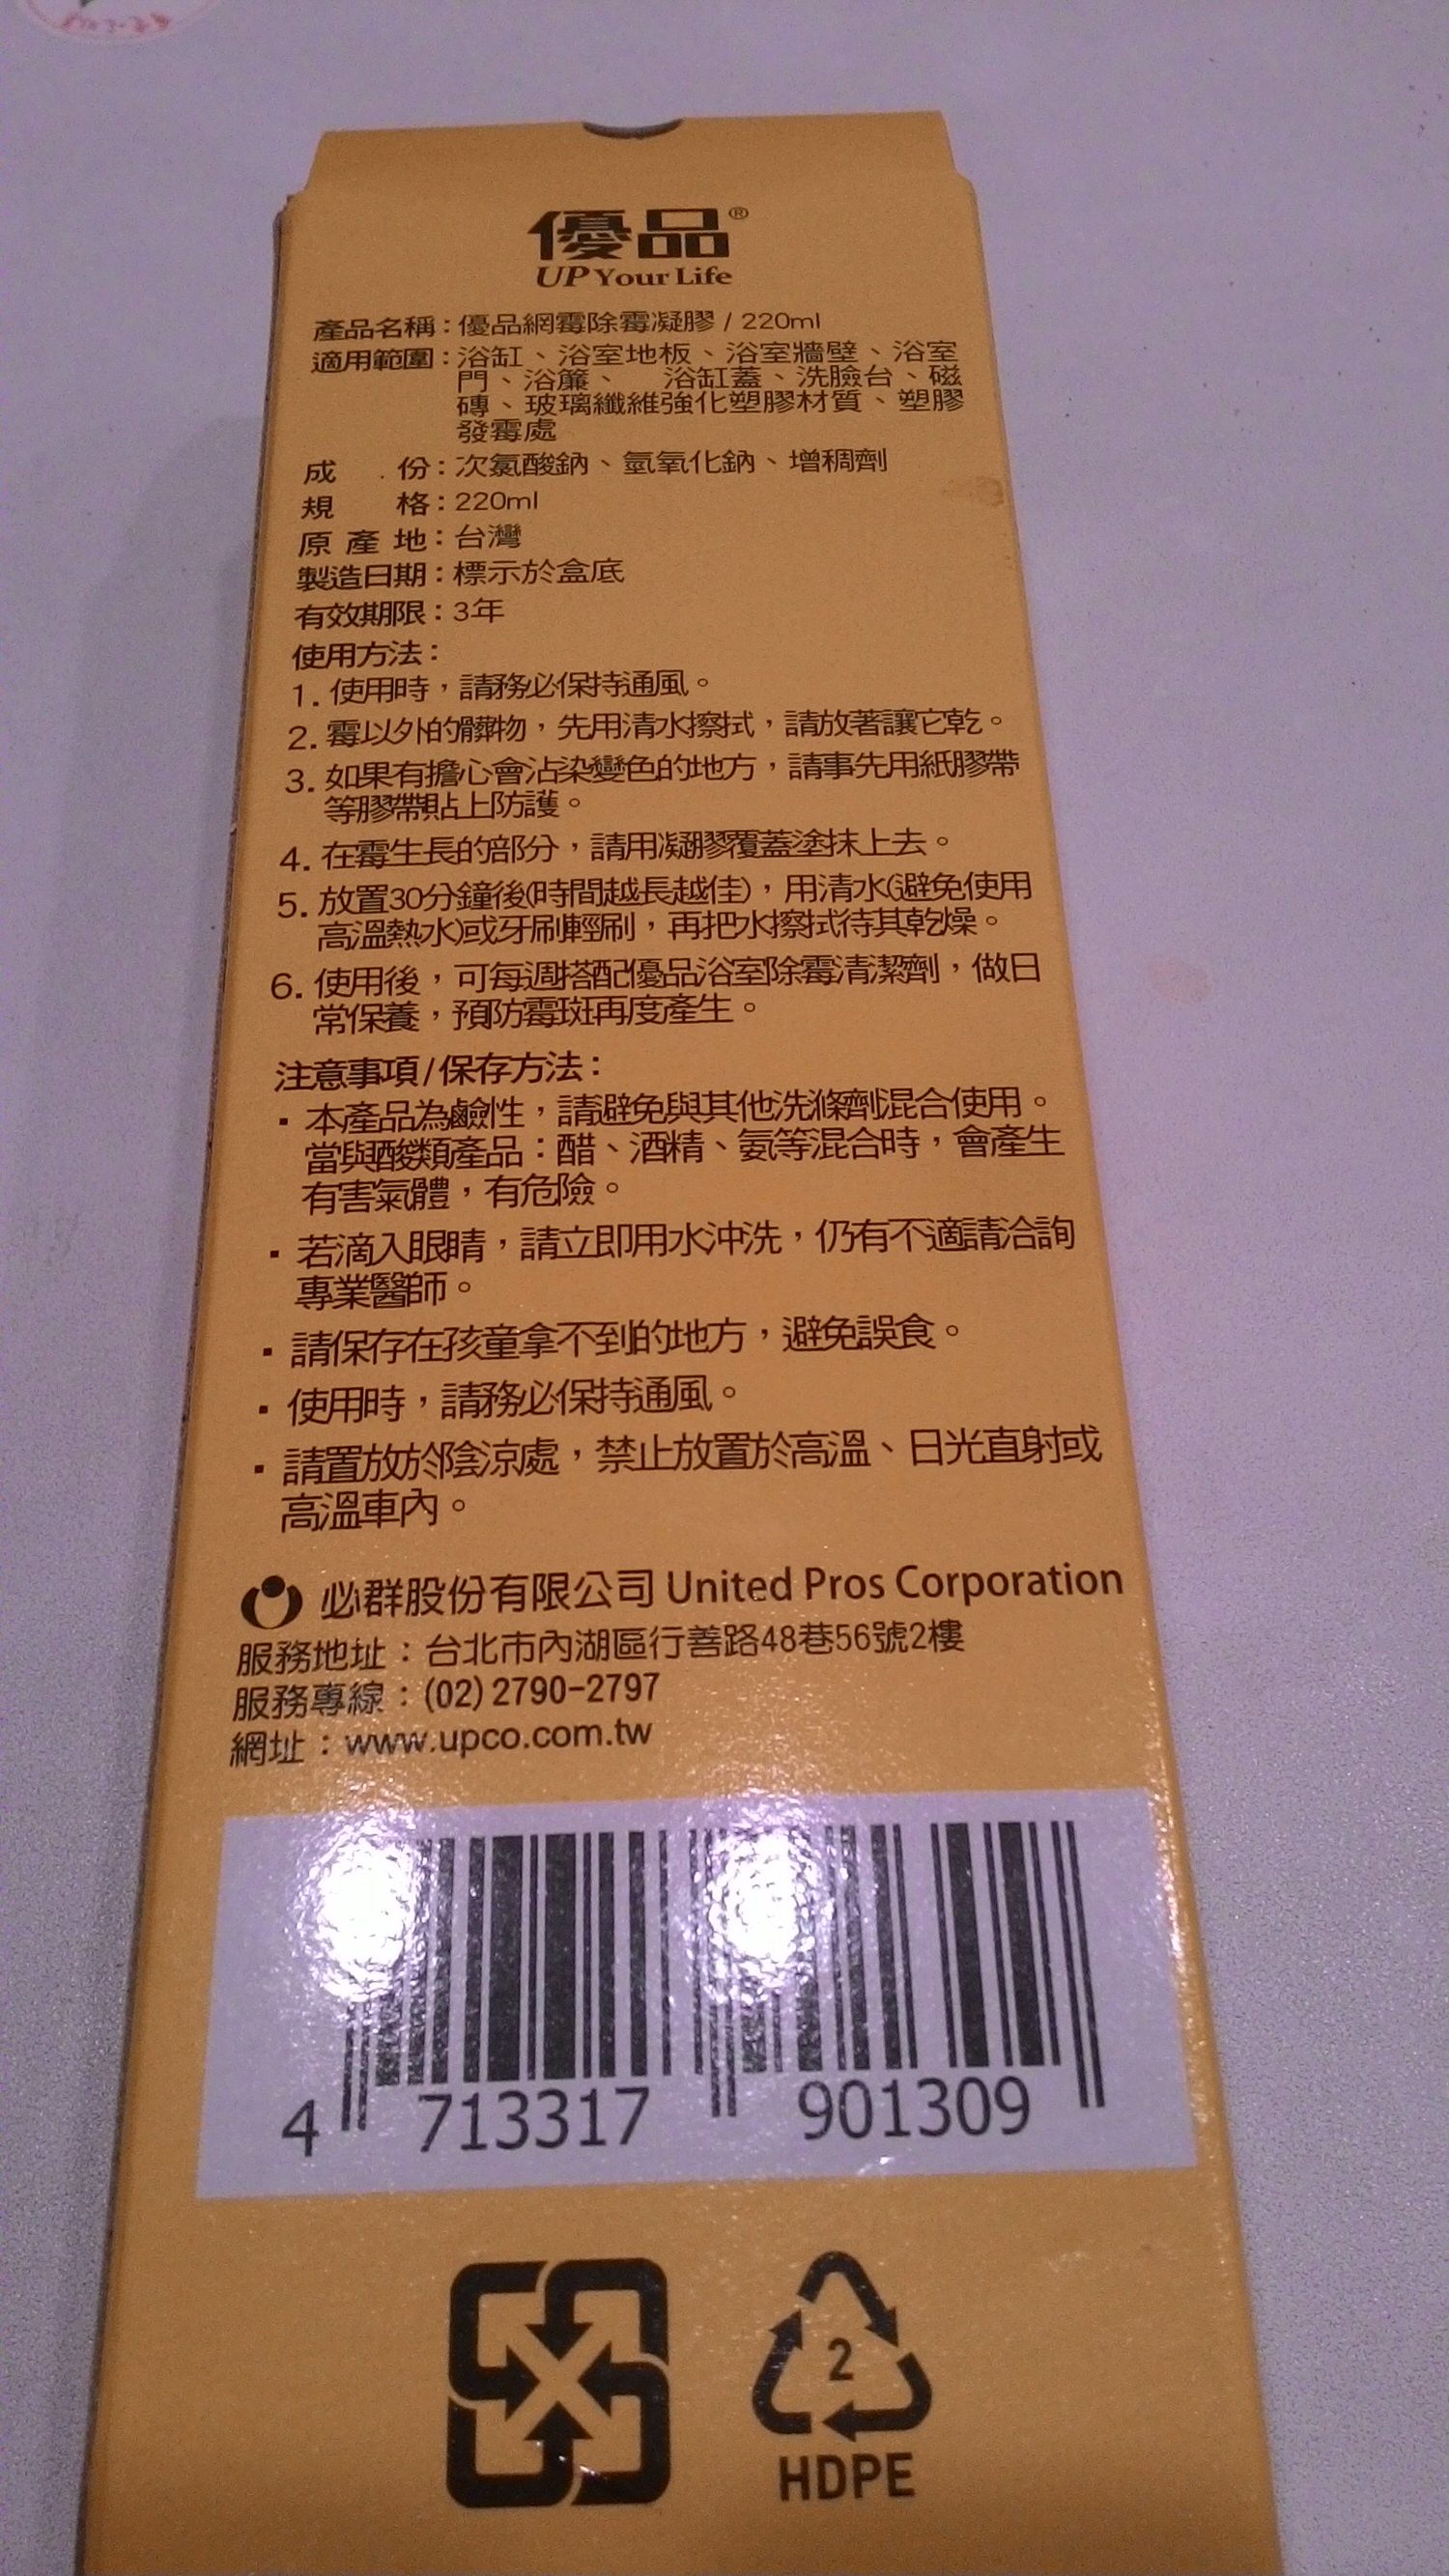 優品®
UP Your Life
產品名稱：優品網霉除霉凝膠 / 220ml
適用範圍：浴缸、浴室地板、浴室牆壁、浴室
門、浴簾、 浴缸蓋、洗臉台、磁
磚、玻璃纖維強化塑膠材質、塑膠
發霉處
成 份：次氯酸鈉、氫氧化鈉、增稠劑
規 格：220ml
原 產 地：台灣
製造日期：標示於盒底
有效期限：3年
使用方法：
1. 使用時，請務必保持通風。
2. 霉以外的髒物，先用清水擦拭，請放著讓它乾。
3. 如果有擔心會沾染變色的地方，請事先用紙膠帶
等膠帶貼上防護。
4. 在霉生長的部分，請用凝膠覆蓋塗抹上去。
5. 放置30分鐘後(時間越長越佳)，用清水(避免使用
高溫熱水)或牙刷輕刷，再把水擦拭待其乾燥。
6. 使用後，可每週搭配優品浴室除霉清潔劑，做日
常保養，預防霉斑再度產生。
注意事項/保存方法：
▪ 本產品為鹼性，請避免與其他洗滌劑混合使用。
當與酸類產品：醋、酒精、氨等混合時，會產生
有害氣體，有危險。
▪ 若滴入眼睛，請立即用水沖洗，仍有不適請洽詢
專業醫師。
▪ 請保存在孩童拿不到的地方，避免誤食。
▪ 使用時，請務必保持通風。
▪ 請置放於陰涼處，禁止放置於高溫、日光直射或
高溫車內。
必群股份有限公司 United Pros Corporation
服務地址：台北市內湖區行善路48巷56號2樓
服務專線：(02) 2790-2797
網址：www.upco.com.tw
4 713317 901309
2
HDPE